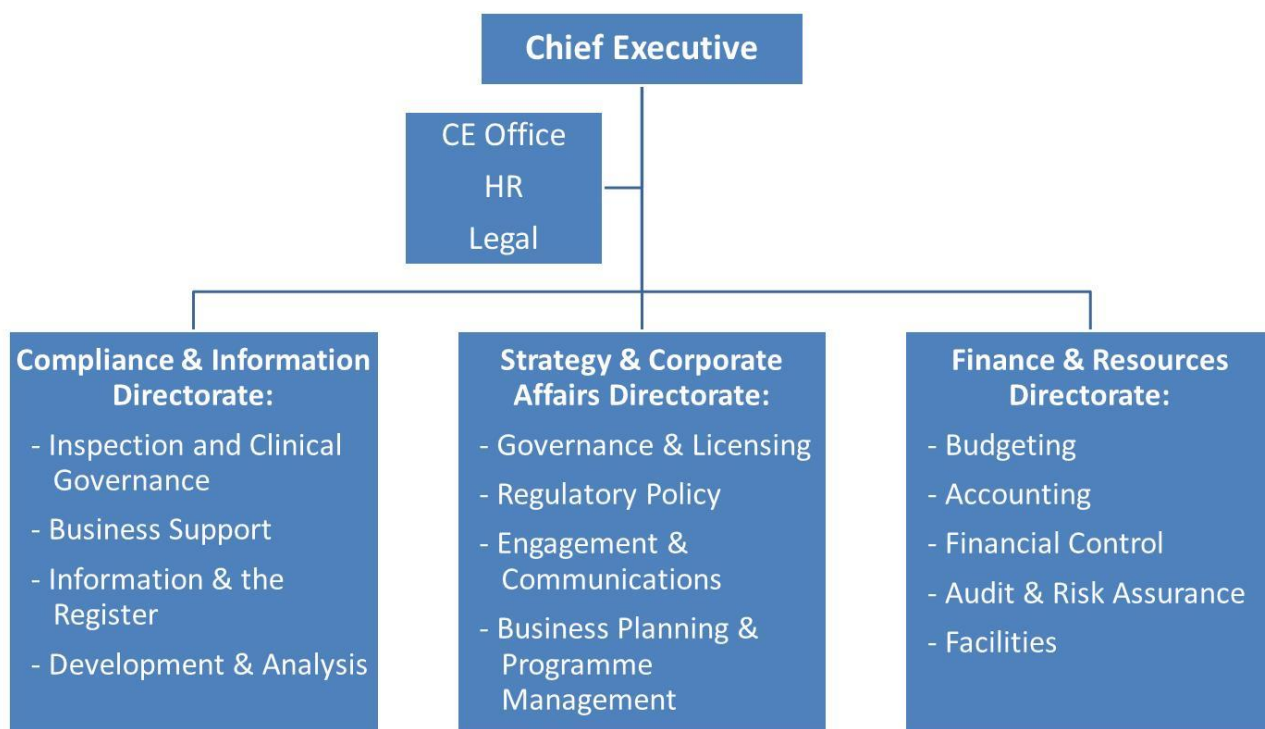 Chief Executive
CE Office
HR
Legal
Compliance & Information
Directorate:
- Inspection and Clinical
Governance
- Business Support
- Information & the
Register
- Development & Analysis
Strategy & Corporate
Affairs Directorate:
- Governance & Licensing
- Regulatory Policy
- Engagement &
Communications
- Business Planning &
Programme
Management
Finance & Resources
Directorate:
- Budgeting
- Accounting
- Financial Control
- Audit & Risk Assurance
- Facilities